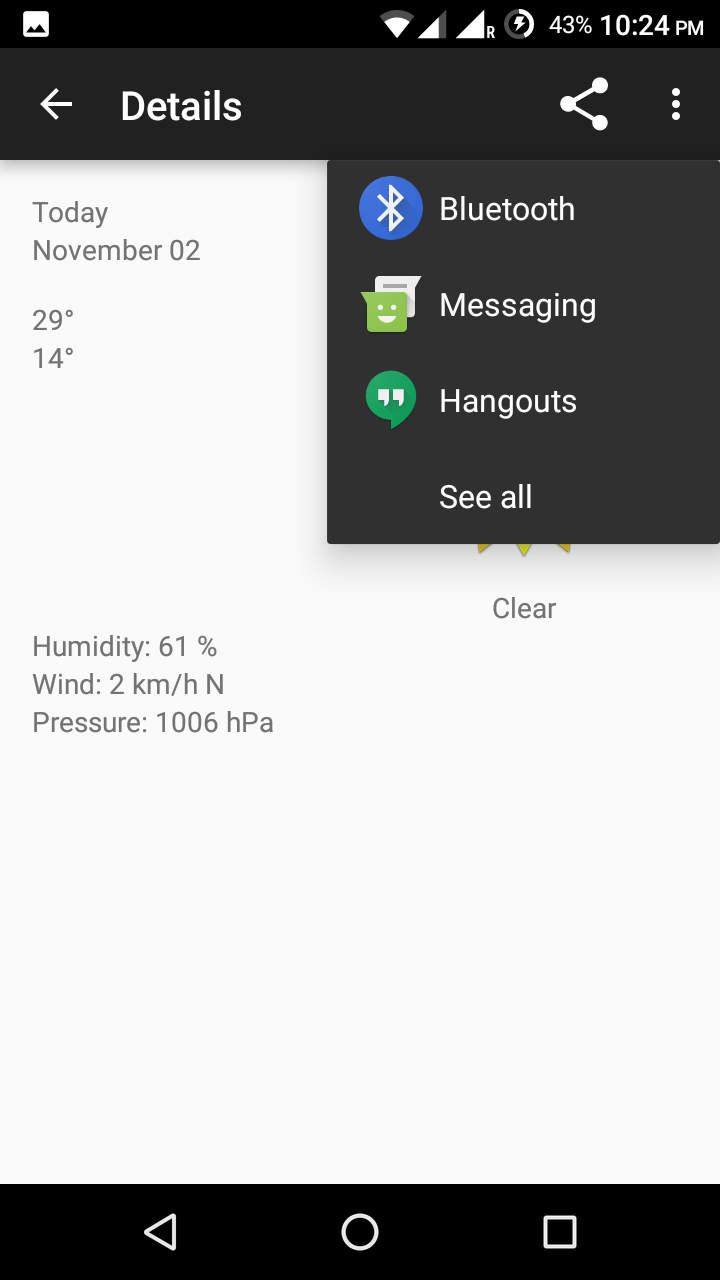 R 43% 10:24 PM
Details
Bluetooth
Messaging
Hangouts
See all
Today
November 02
29°
14°
Clear
Humidity: 61 %
Wind: 2 km/h N
Pressure: 1006 hPa